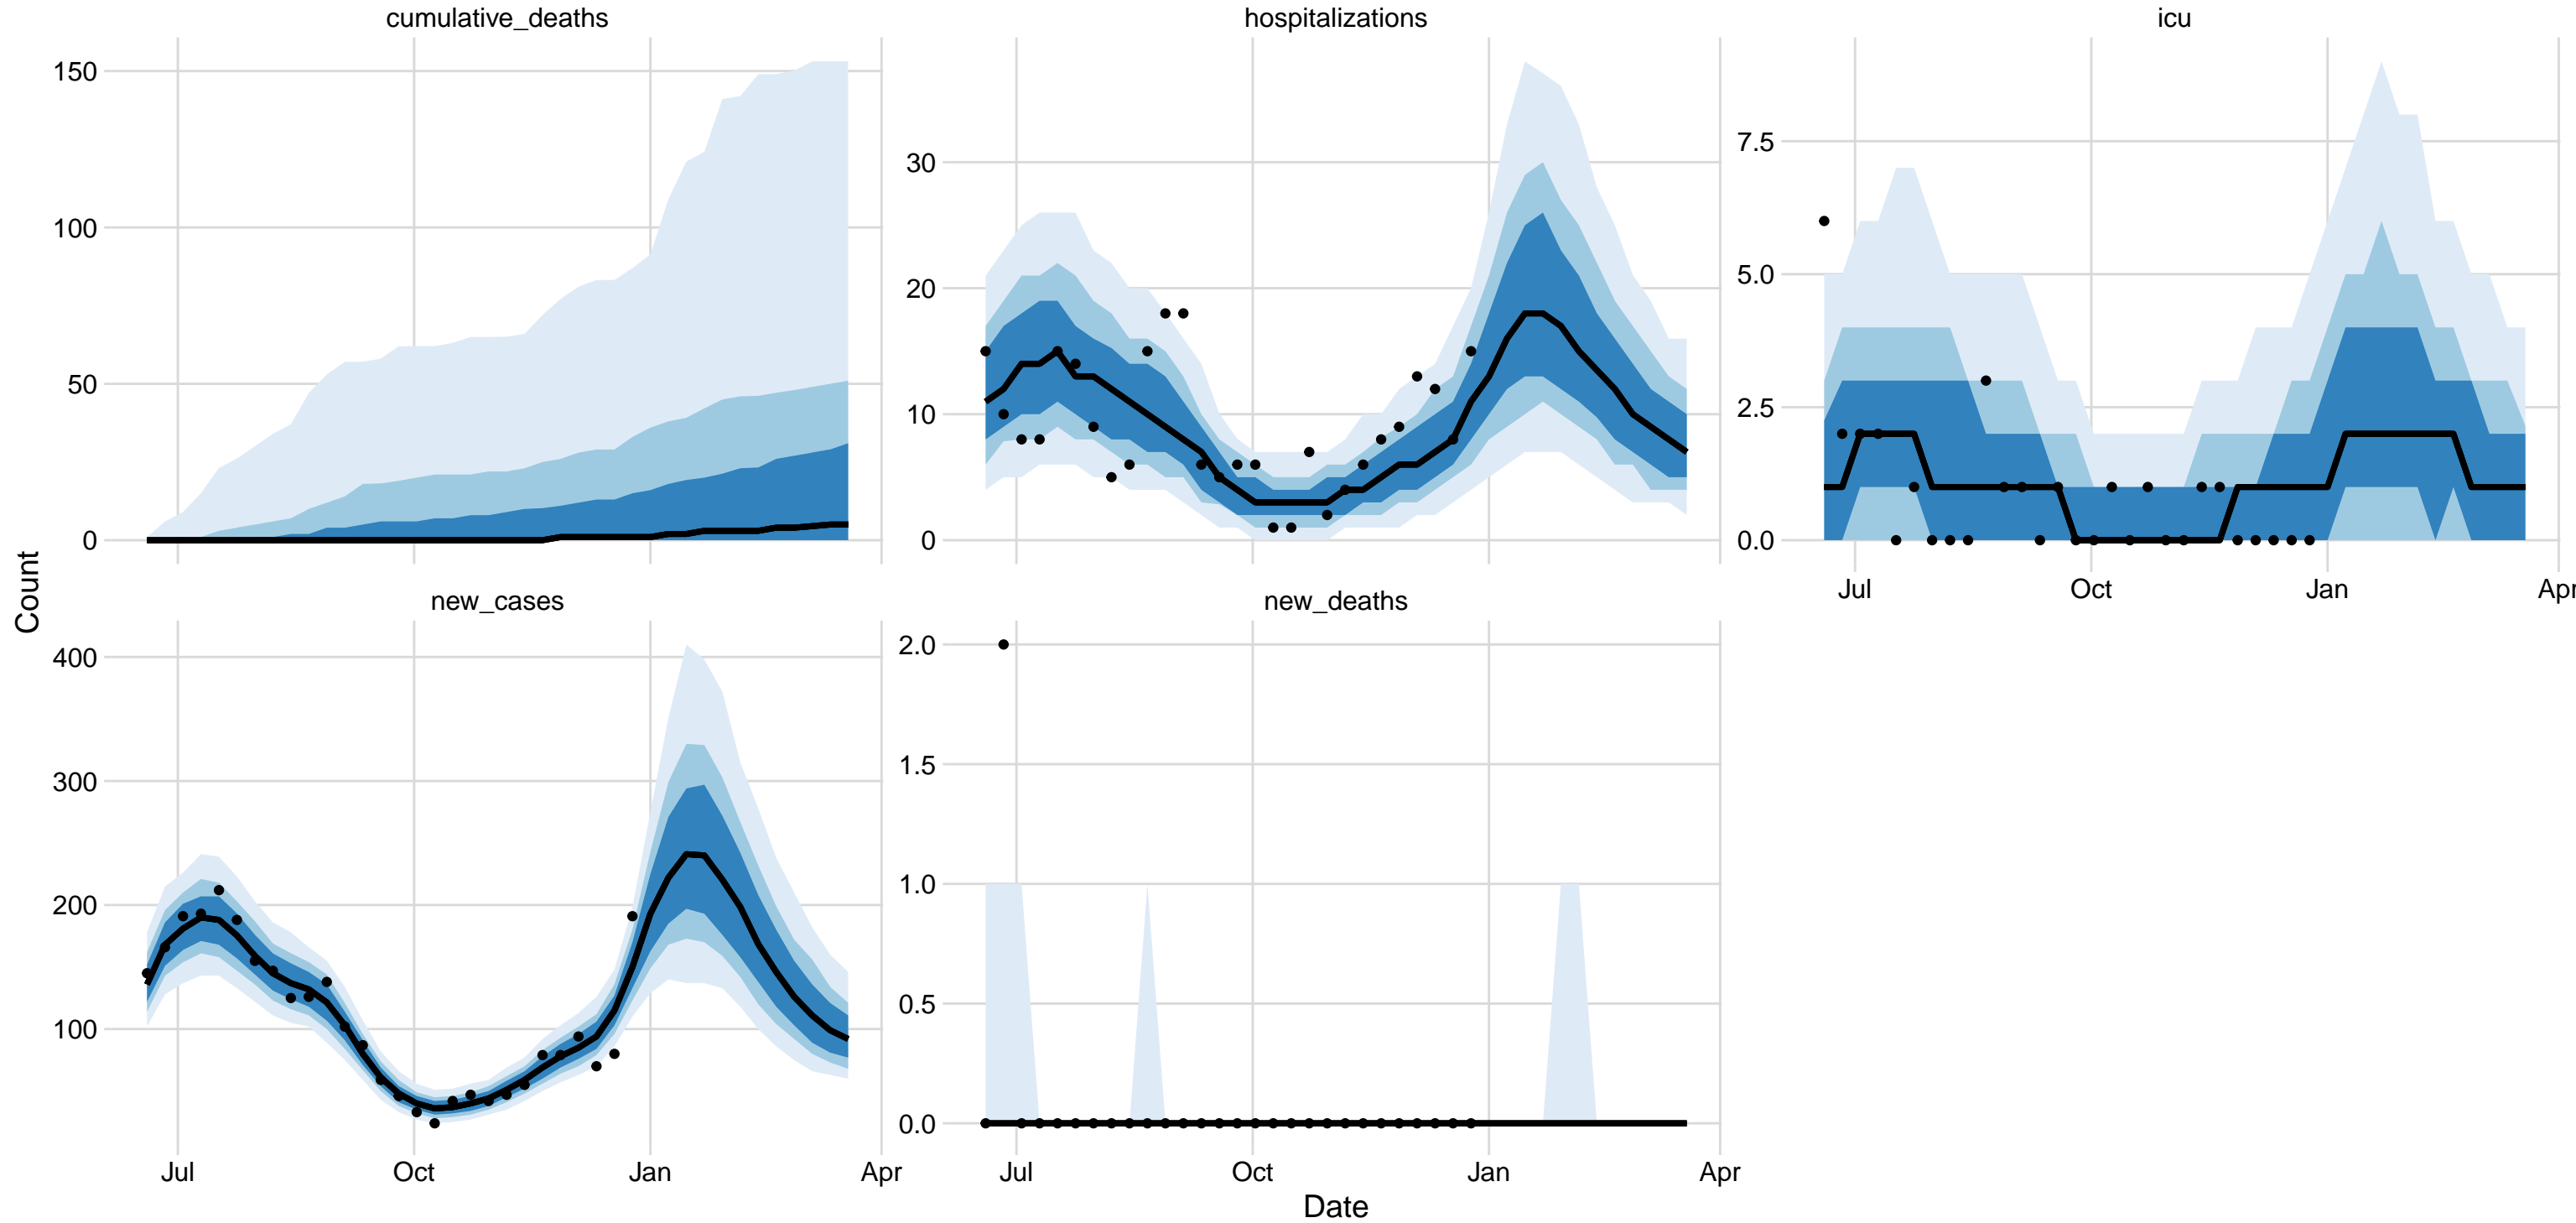 cumulative_deaths
hospitalizations
icu
150
100
50
0
30
20
10
0
7.5
5.0
2.5
0.0
Jul
Oct
Jan
Apr
Count
new_cases
new_deaths
400
300
200
100
2.0
1.5
1.0
0.5
0.0
Jul
Oct
Jan
Apr
Jul
Oct
Jan
Apr
Date